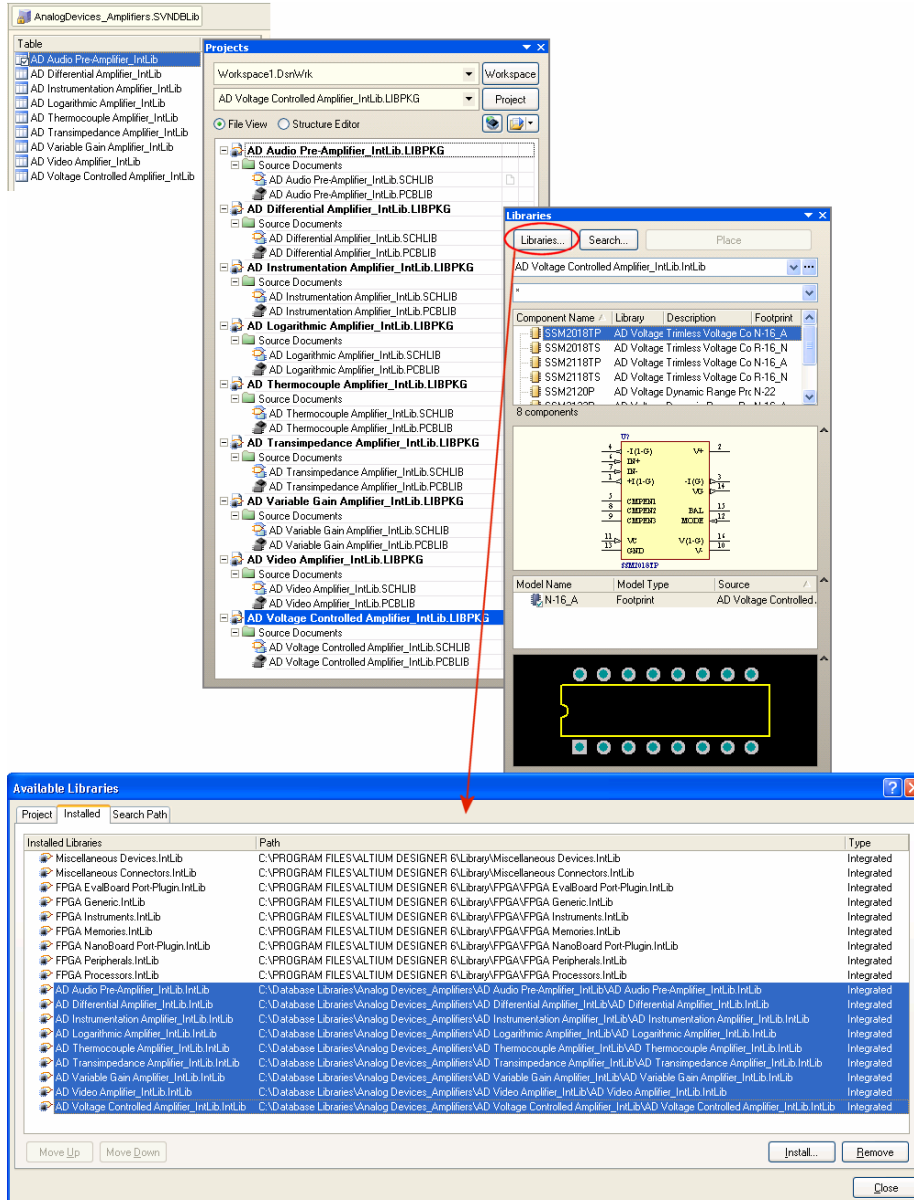 AnalogDevices_Amplifiers.SVNDBLib
Table
AD Audio Pre-Amplifier_IntLib
AD Differential Amplifier_IntLib
AD Instrumentation Amplifier_IntLib
AD Logarithmic Amplifier_IntLib
AD Thermocouple Amplifier_IntLib
AD Transimpedance Amplifier_IntLib
AD Variable Gain Amplifier_IntLib
AD Video Amplifier_IntLib
AD Voltage Controlled Amplifier_IntLib
Projects
Workspace1.DsnWrk Workspace
AD Voltage Controlled Amplifier_IntLib.LIBPKG Project
File View Structure Editor
AD Audio Pre-Amplifier_IntLib.LIBPKG
Source Documents
AD Audio Pre-Amplifier_IntLib.SCHLIB
AD Audio Pre-Amplifier_IntLib.PCBLIB
AD Differential Amplifier_IntLib.LIBPKG
Source Documents
AD Differential Amplifier_IntLib.SCHLIB
AD Differential Amplifier_IntLib.PCBLIB
AD Instrumentation Amplifier_IntLib.LIBPKG
Source Documents
AD Instrumentation Amplifier_IntLib.SCHLIB
AD Instrumentation Amplifier_IntLib.PCBLIB
AD Logarithmic Amplifier_IntLib.LIBPKG
Source Documents
AD Logarithmic Amplifier_IntLib.SCHLIB
AD Logarithmic Amplifier_IntLib.PCBLIB
AD Thermocouple Amplifier_IntLib.LIBPKG
Source Documents
AD Thermocouple Amplifier_IntLib.SCHLIB
AD Thermocouple Amplifier_IntLib.PCBLIB
AD Transimpedance Amplifier_IntLib.LIBPKG
Source Documents
AD Transimpedance Amplifier_IntLib.SCHLIB
AD Transimpedance Amplifier_IntLib.PCBLIB
AD Variable Gain Amplifier_IntLib.LIBPKG
Source Documents
AD Variable Gain Amplifier_IntLib.SCHLIB
AD Variable Gain Amplifier_IntLib.PCBLIB
AD Video Amplifier_IntLib.LIBPKG
Source Documents
AD Video Amplifier_IntLib.SCHLIB
AD Video Amplifier_IntLib.PCBLIB
AD Voltage Controlled Amplifier_IntLib.LIBPKG
Source Documents
AD Voltage Controlled Amplifier_IntLib.SCHLIB
AD Voltage Controlled Amplifier_IntLib.PCBLIB
Libraries
Libraries... Search... Place
AD Voltage Controlled Amplifier_IntLib.IntLib
*
Component Name Library Description Footprint
SSM2018TP AD Voltage Trimless Voltage Co N-16_A
SSM2018TS AD Voltage Trimless Voltage Co R-16_N
SSM2118TP AD Voltage Trimless Voltage Co N-16_A
SSM2118TS AD Voltage Trimless Voltage Co R-16_N
SSM2120P AD Voltage Dynamic Range Prc N-22
8 components
U?
4 -I(1-G) V+ 2
6 IN+
7 IN-
1 +I(1-G) -I(G) 3
VG 14
5 CMPEN1
8 CMPEN2 BAL 13
9 CMPEN3 MODE 12
11 VC V(1-G) 16
15 GND V- 10
SSM2018TP
Model Name Model Type Source
N-16_A Footprint AD Voltage Controlled.
Available Libraries
Project Installed Search Path
Installed Libraries Path Type
Miscellaneous Devices.IntLib C:\PROGRAM FILES\ALTIUM DESIGNER 6\Library\Miscellaneous Devices.IntLib Integrated
Miscellaneous Connectors.IntLib C:\PROGRAM FILES\ALTIUM DESIGNER 6\Library\Miscellaneous Connectors.IntLib Integrated
FPGA EvalBoard Port-Plugin.IntLib C:\PROGRAM FILES\ALTIUM DESIGNER 6\Library\FPGA\FPGA EvalBoard Port-Plugin.IntLib Integrated
FPGA Generic.IntLib C:\PROGRAM FILES\ALTIUM DESIGNER 6\Library\FPGA\FPGA Generic.IntLib Integrated
FPGA Instruments.IntLib C:\PROGRAM FILES\ALTIUM DESIGNER 6\Library\FPGA\FPGA Instruments.IntLib Integrated
FPGA Memories.IntLib C:\PROGRAM FILES\ALTIUM DESIGNER 6\Library\FPGA\FPGA Memories.IntLib Integrated
FPGA NanoBoard Port-Plugin.IntLib C:\PROGRAM FILES\ALTIUM DESIGNER 6\Library\FPGA\FPGA NanoBoard Port-Plugin.IntLib Integrated
FPGA Peripherals.IntLib C:\PROGRAM FILES\ALTIUM DESIGNER 6\Library\FPGA\FPGA Peripherals.IntLib Integrated
FPGA Processors.IntLib C:\PROGRAM FILES\ALTIUM DESIGNER 6\Library\FPGA\FPGA Processors.IntLib Integrated
AD Audio Pre-Amplifier_IntLib.IntLib C:\Database Libraries\Analog Devices_Amplifiers\AD Audio Pre-Amplifier_IntLib\AD Audio Pre-Amplifier_IntLib.IntLib Integrated
AD Differential Amplifier_IntLib.IntLib C:\Database Libraries\Analog Devices_Amplifiers\AD Differential Amplifier_IntLib\AD Differential Amplifier_IntLib.IntLib Integrated
AD Instrumentation Amplifier_IntLib.IntLib C:\Database Libraries\Analog Devices_Amplifiers\AD Instrumentation Amplifier_IntLib\AD Instrumentation Amplifier_IntLib.IntLib Integrated
AD Logarithmic Amplifier_IntLib.IntLib C:\Database Libraries\Analog Devices_Amplifiers\AD Logarithmic Amplifier_IntLib\AD Logarithmic Amplifier_IntLib.IntLib Integrated
AD Thermocouple Amplifier_IntLib.IntLib C:\Database Libraries\Analog Devices_Amplifiers\AD Thermocouple Amplifier_IntLib\AD Thermocouple Amplifier_IntLib.IntLib Integrated
AD Transimpedance Amplifier_IntLib.IntLib C:\Database Libraries\Analog Devices_Amplifiers\AD Transimpedance Amplifier_IntLib\AD Transimpedance Amplifier_IntLib.IntLib Integrated
AD Variable Gain Amplifier_IntLib.IntLib C:\Database Libraries\Analog Devices_Amplifiers\AD Variable Gain Amplifier_IntLib\AD Variable Gain Amplifier_IntLib.IntLib Integrated
AD Video Amplifier_IntLib.IntLib C:\Database Libraries\Analog Devices_Amplifiers\AD Video Amplifier_IntLib\AD Video Amplifier_IntLib.IntLib Integrated
AD Voltage Controlled Amplifier_IntLib.IntLib C:\Database Libraries\Analog Devices_Amplifiers\AD Voltage Controlled Amplifier_IntLib\AD Voltage Controlled Amplifier_IntLib.IntLib Integrated
Move Up Move Down Install... Remove
Close